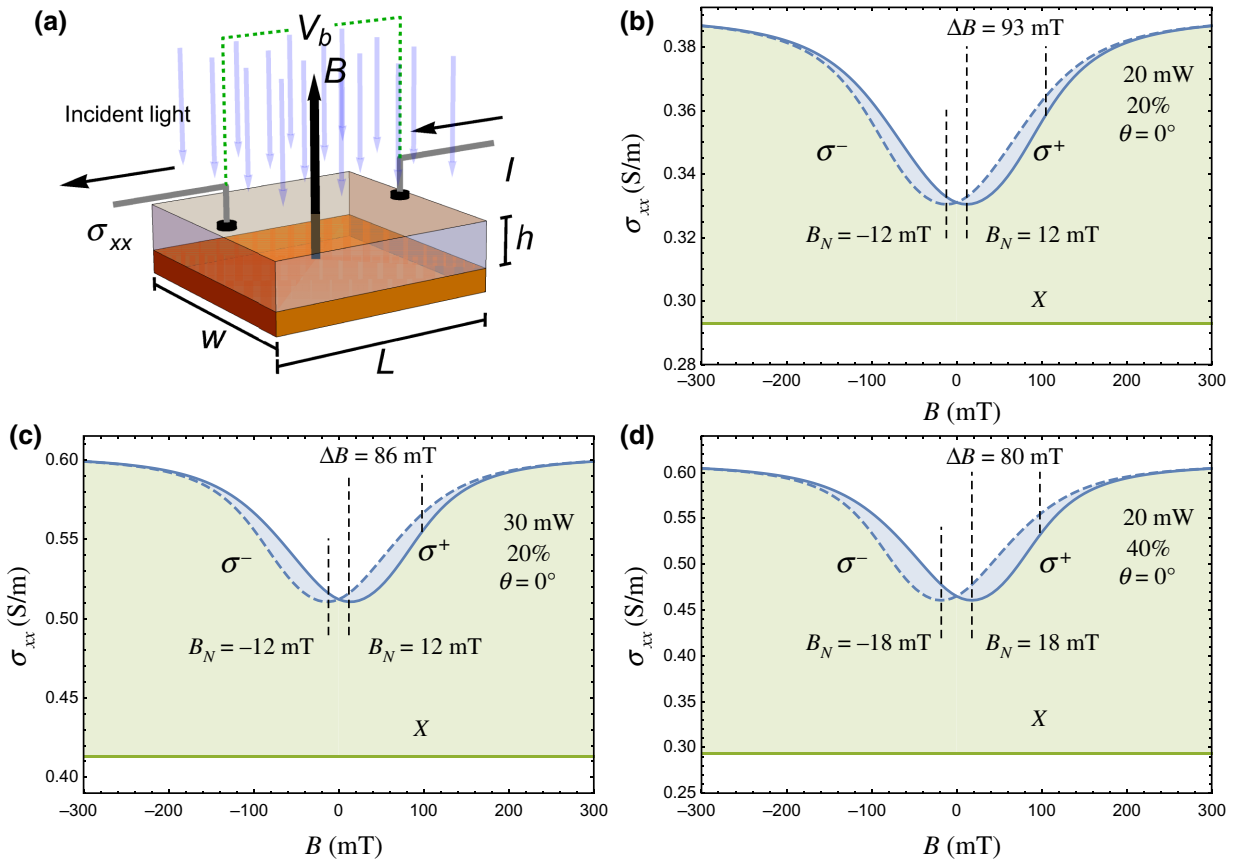 (a)
V_b
B
Incident light
I
σ_xx
h
w
L
(b)
ΔB = 93 mT
20 mW
20%
θ = 0°
σ⁻
σ⁺
B_N = –12 mT
B_N = 12 mT
X
σ_xx (S/m)
0.38
0.36
0.34
0.32
0.30
0.28
–300
–200
–100
0
100
200
300
B (mT)
(c)
ΔB = 86 mT
30 mW
20%
θ = 0°
σ⁻
σ⁺
B_N = –12 mT
B_N = 12 mT
X
σ_xx (S/m)
0.60
0.55
0.50
0.45
0.40
–300
–200
–100
0
100
200
300
B (mT)
(d)
ΔB = 80 mT
20 mW
40%
θ = 0°
σ⁻
σ⁺
B_N = –18 mT
B_N = 18 mT
X
σ_xx (S/m)
0.60
0.55
0.50
0.45
0.40
0.35
0.30
0.25
–300
–200
–100
0
100
200
300
B (mT)